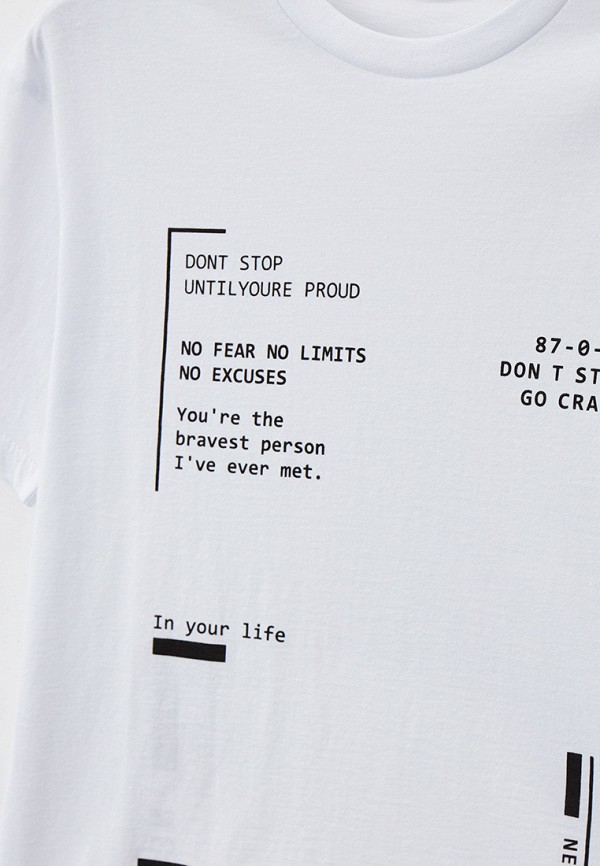 DONT STOP
UNTILYOURE PROUD
NO FEAR NO LIMITS
NO EXCUSES
You're the
bravest person
I've ever met.
87-0-
DON T ST
GO CRA
In your life
NE